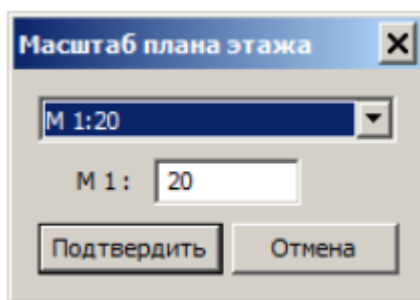 Масштаб плана этажа
М 1:20
М 1: 20
Подтвердить Отмена